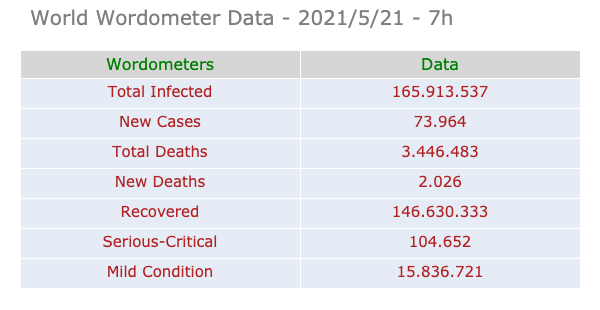 World Wordometer Data - 2021/5/21 - 7h
Wordometers Data
Total Infected 165.913.537
New Cases 73.964
Total Deaths 3.446.483
New Deaths 2.026
Recovered 146.630.333
Serious-Critical 104.652
Mild Condition 15.836.721